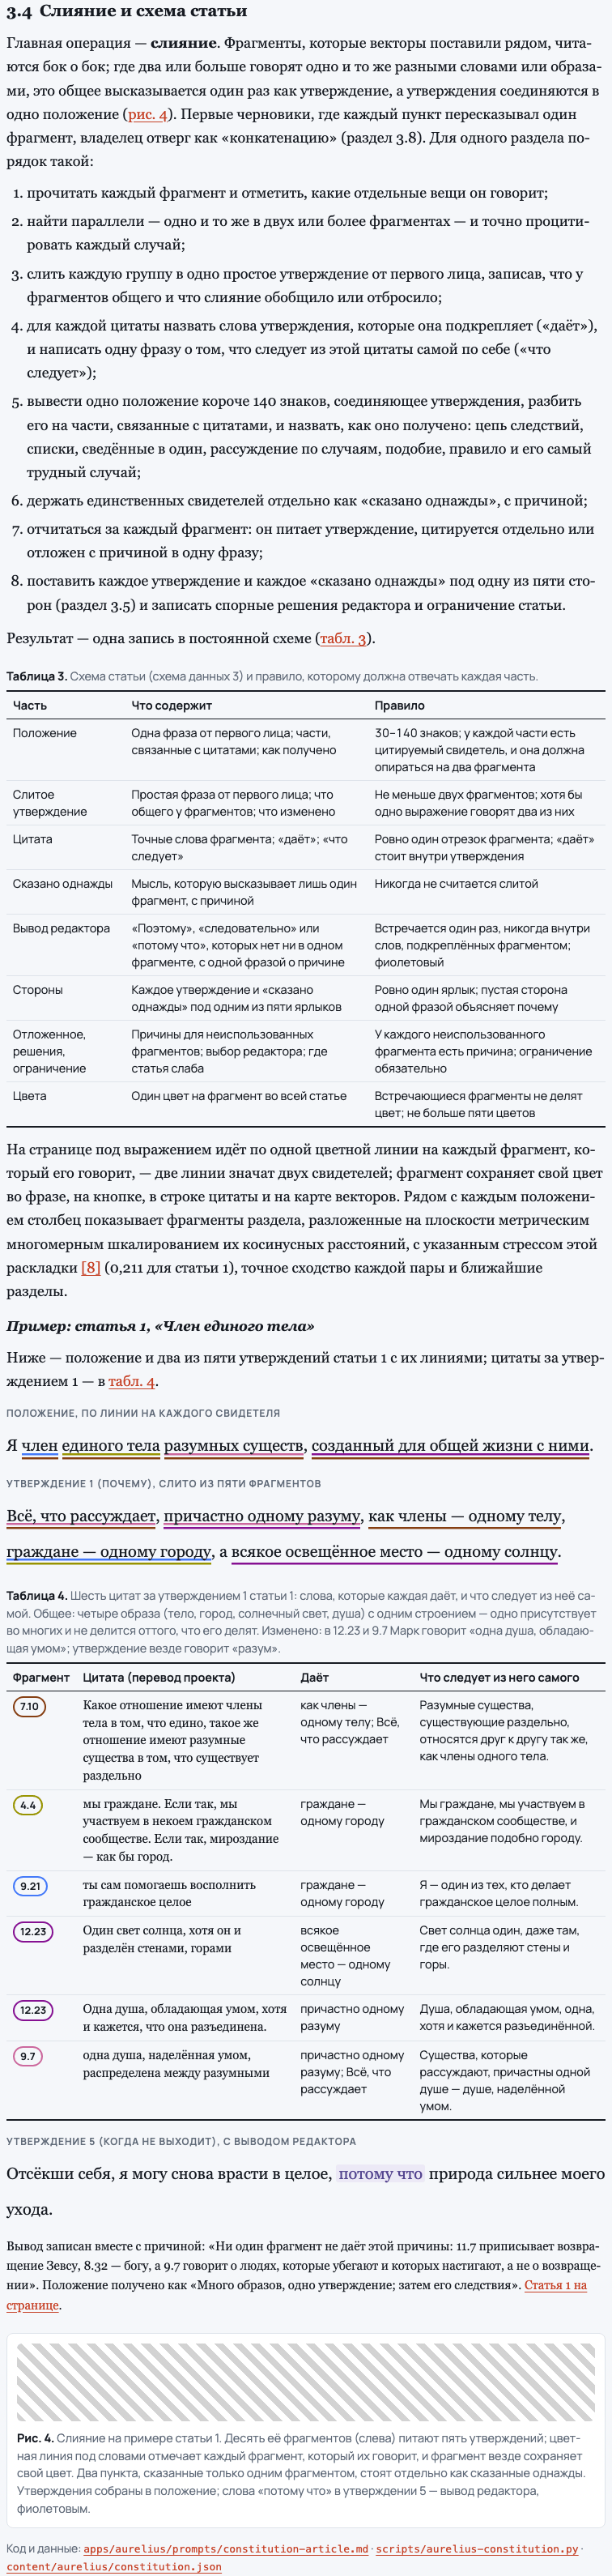 3.4 Слияние и схема статьи
Главная операция — слияние. Фрагменты, которые векторы поставили рядом, чита-
ются бок о бок; где два или больше говорят одно и то же разными словами или образа-
ми, это общее высказывается один раз как утверждение, а утверждения соединяются в
одно положение (рис. 4). Первые черновики, где каждый пункт пересказывал один
фрагмент, владелец отверг как «конкатенацию» (раздел 3.8). Для одного раздела по-
рядок такой:
1. прочитать каждый фрагмент и отметить, какие отдельные вещи он говорит;
2. найти параллели — одно и то же в двух или более фрагментах — и точно процити-
ровать каждый случай;
3. слить каждую группу в одно простое утверждение от первого лица, записав, что у
фрагментов общего и что слияние обобщило или отбросило;
4. для каждой цитаты назвать слова утверждения, которые она подкрепляет («даёт»),
и написать одну фразу о том, что следует из этой цитаты самой по себе («что
следует»);
5. вывести одно положение короче 140 знаков, соединяющее утверждения, разбить
его на части, связанные с цитатами, и назвать, как оно получено: цепь следствий,
списки, сведённые в один, рассуждение по случаям, подобие, правило и его самый
трудный случай;
6. держать единственных свидетелей отдельно как «сказано однажды», с причиной;
7. отчитаться за каждый фрагмент: он питает утверждение, цитируется отдельно или
отложен с причиной в одну фразу;
8. поставить каждое утверждение и каждое «сказано однажды» под одну из пяти сто-
рон (раздел 3.5) и записать спорные решения редактора и ограничение статьи.
Результат — одна запись в постоянной схеме (табл. 3).
Таблица 3. Схема статьи (схема данных 3) и правило, которому должна отвечать каждая часть.
Часть Что содержит Правило
Положение Одна фраза от первого лица; части, 30–140 знаков; у каждой части есть
связанные с цитатами; как получено цитируемый свидетель, и она должна
опираться на два фрагмента
Слитое Простая фраза от первого лица; что Не меньше двух фрагментов; хотя бы
утверждение общего у фрагментов; что изменено одно выражение говорят два из них
Цитата Точные слова фрагмента; «даёт»; «что Ровно один отрезок фрагмента; «даёт»
следует» стоит внутри утверждения
Сказано однажды Мысль, которую высказывает лишь один Никогда не считается слитой
фрагмент, с причиной
Вывод редактора «Поэтому», «следовательно» или Встречается один раз, никогда внутри
«потому что», которых нет ни в одном слов, подкреплённых фрагментом;
фрагменте, с одной фразой о причине фиолетовый
Стороны Каждое утверждение и «сказано Ровно один ярлык; пустая сторона
однажды» под одним из пяти ярлыков одной фразой объясняет почему
Отложенное, Причины для неиспользованных У каждого неиспользованного
решения, фрагментов; выбор редактора; где фрагмента есть причина; ограничение
ограничение статья слаба обязательно
Цвета Один цвет на фрагмент во всей статье Встречающиеся фрагменты не делят
цвет; не больше пяти цветов
На странице под выражением идёт по одной цветной линии на каждый фрагмент, ко-
торый его говорит, — две линии значат двух свидетелей; фрагмент сохраняет свой цвет
во фразе, на кнопке, в строке цитаты и на карте векторов. Рядом с каждым положени-
ем столбец показывает фрагменты раздела, разложенные на плоскости метрическим
многомерным шкалированием их косинусных расстояний, с указанным стрессом этой
раскладки [8] (0,211 для статьи 1), точное сходство каждой пары и ближайшие
разделы.
Пример: статья 1, «Член единого тела»
Ниже — положение и два из пяти утверждений статьи 1 с их линиями; цитаты за утвер-
ждением 1 — в табл. 4.
ПОЛОЖЕНИЕ, ПО ЛИНИИ НА КАЖДОГО СВИДЕТЕЛЯ
Я член единого тела разумных существ, созданный для общей жизни с ними.
УТВЕРЖДЕНИЕ 1 (ПОЧЕМУ), СЛИТО ИЗ ПЯТИ ФРАГМЕНТОВ
Всё, что рассуждает, причастно одному разуму, как члены — одному телу,
граждане — одному городу, а всякое освещённое место — одному солнцу.
Таблица 4. Шесть цитат за утверждением 1 статьи 1: слова, которые каждая даёт, и что следует из неё са-
мой. Общее: четыре образа (тело, город, солнечный свет, душа) с одним строением — одно присутствует
во многих и не делится оттого, что его делят. Изменено: в 12.23 и 9.7 Марк говорит «одна душа, обладаю-
щая умом»; утверждение везде говорит «разум».
Фрагмент Цитата (перевод проекта) Даёт Что следует из него самого
7.10 Какое отношение имеют члены как члены — Разумные существа,
тела в том, что едино, такое же одному телу; Всё, существующие раздельно,
отношение имеют разумные что рассуждает относятся друг к другу так же,
существа в том, что существует как члены одного тела.
раздельно
4.4 мы граждане. Если так, мы граждане — Мы граждане, мы участвуем в
участвуем в некоем гражданском одному городу гражданском сообществе, и
сообществе. Если так, мироздание мироздание подобно городу.
— как бы город.
9.21 ты сам помогаешь восполнить граждане — Я — один из тех, кто делает
гражданское целое одному городу гражданское целое полным.
12.23 Один свет солнца, хотя он и всякое Свет солнца один, даже там,
разделён стенами, горами освещённое где его разделяют стены и
место — одному горы.
солнцу
12.23 Одна душа, обладающая умом, хотя причастно одному Душа, обладающая умом, одна,
и кажется, что она разъединена. разуму хотя и кажется разъединённой.
9.7 одна душа, наделённая умом, причастно одному Существа, которые
распределена между разумными разуму; Всё, что рассуждают, причастны одной
рассуждает душе — душе, наделённой
умом.
УТВЕРЖДЕНИЕ 5 (КОГДА НЕ ВЫХОДИТ), С ВЫВОДОМ РЕДАКТОРА
Отсёкши себя, я могу снова врасти в целое, потому что природа сильнее моего
ухода.
Вывод записан вместе с причиной: «Ни один фрагмент не даёт этой причины: 11.7 приписывает возвра-
щение Зевсу, 8.32 — богу, а 9.7 говорит о людях, которые убегают и которых настигают, а не о возвраще-
нии». Положение получено как «Много образов, одно утверждение; затем его следствия». Статья 1 на
странице.
Рис. 4. Слияние на примере статьи 1. Десять её фрагментов (слева) питают пять утверждений; цвет-
ная линия под словами отмечает каждый фрагмент, который их говорит, и фрагмент везде сохраняет
свой цвет. Два пункта, сказанные только одним фрагментом, стоят отдельно как сказанные однажды.
Утверждения собраны в положение; слова «потому что» в утверждении 5 — вывод редактора,
фиолетовым.
Код и данные: apps/aurelius/prompts/constitution-article.md · scripts/aurelius-constitution.py ·
content/aurelius/constitution.json